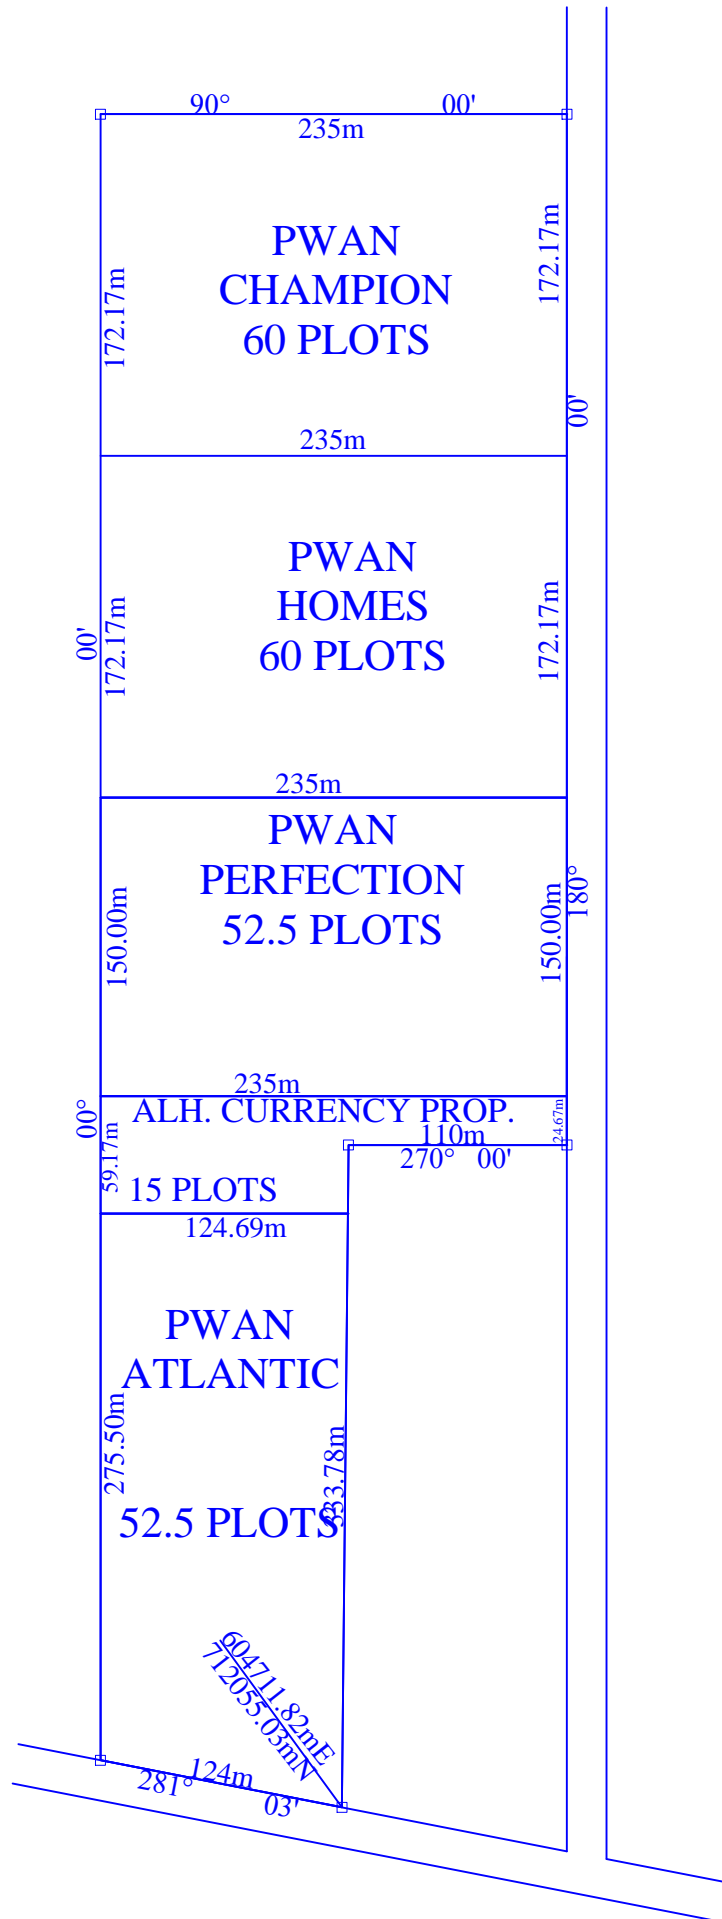 90° 00'
235m
PWAN
CHAMPION
60 PLOTS
172.17m
172.17m
00'
235m
PWAN
HOMES
60 PLOTS
172.17m
172.17m
00'
235m
PWAN
PERFECTION
52.5 PLOTS
150.00m
150.00m
180°
235m
00°
ALH. CURRENCY PROP.
24.67m
110m
270° 00'
59.17m
15 PLOTS
124.69m
PWAN
ATLANTIC
275.50m
333.78m
52.5 PLOTS
604711.82mE
712055.03mN
124m
281° 03'